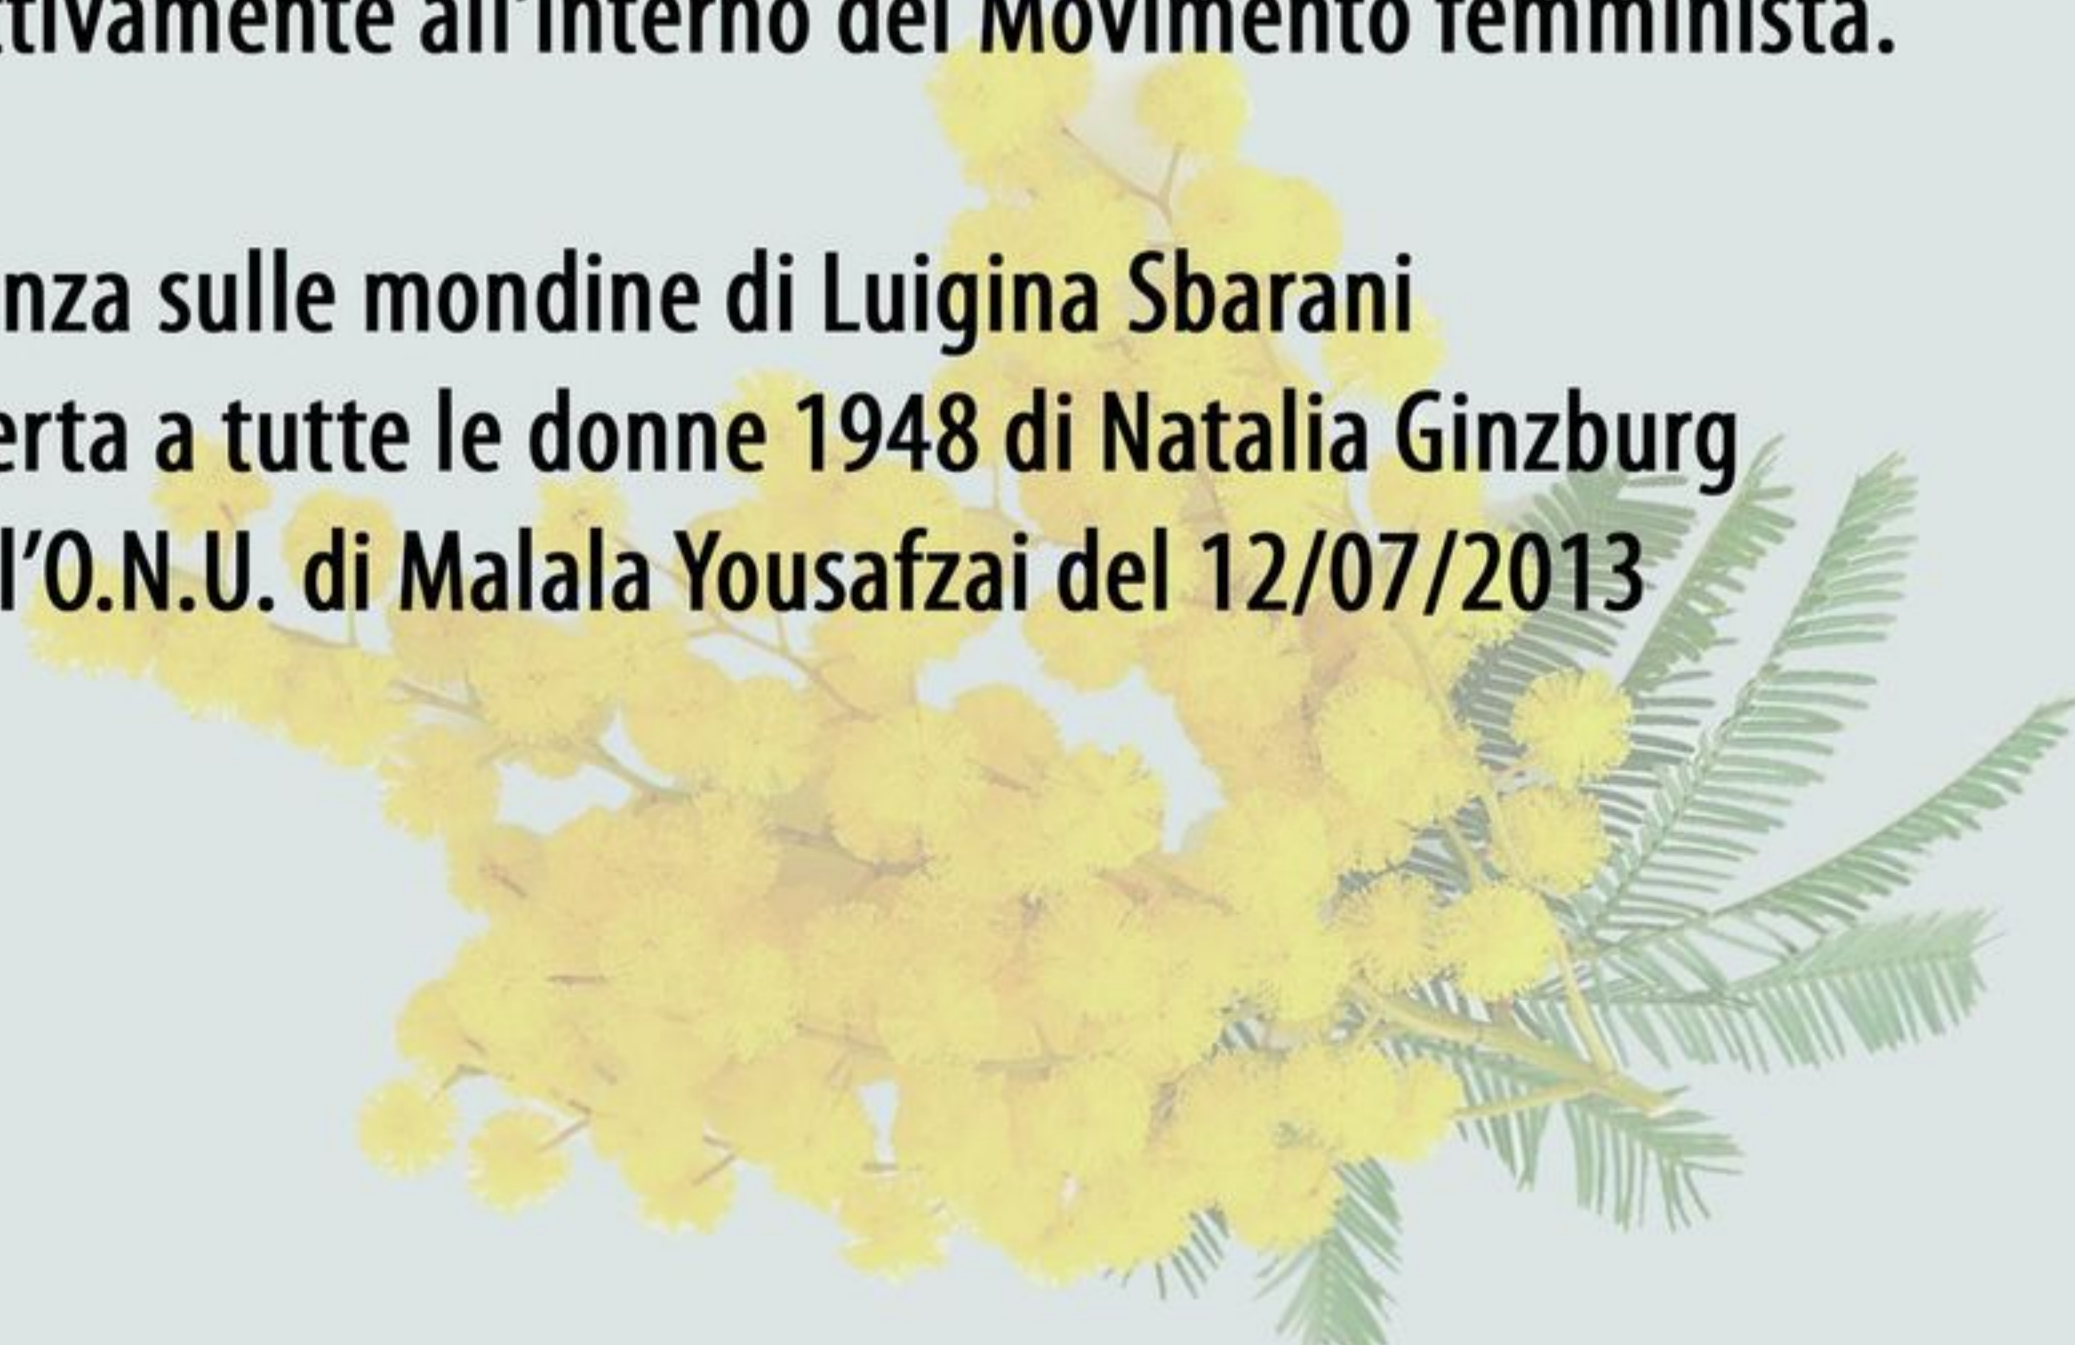 ttivamente all'interno del Movimento femminista.
nza sulle mondine di Luigina Sbarani
erta a tutte le donne 1948 di Natalia Ginzburg
l'O.N.U. di Malala Yousafzai del 12/07/2013